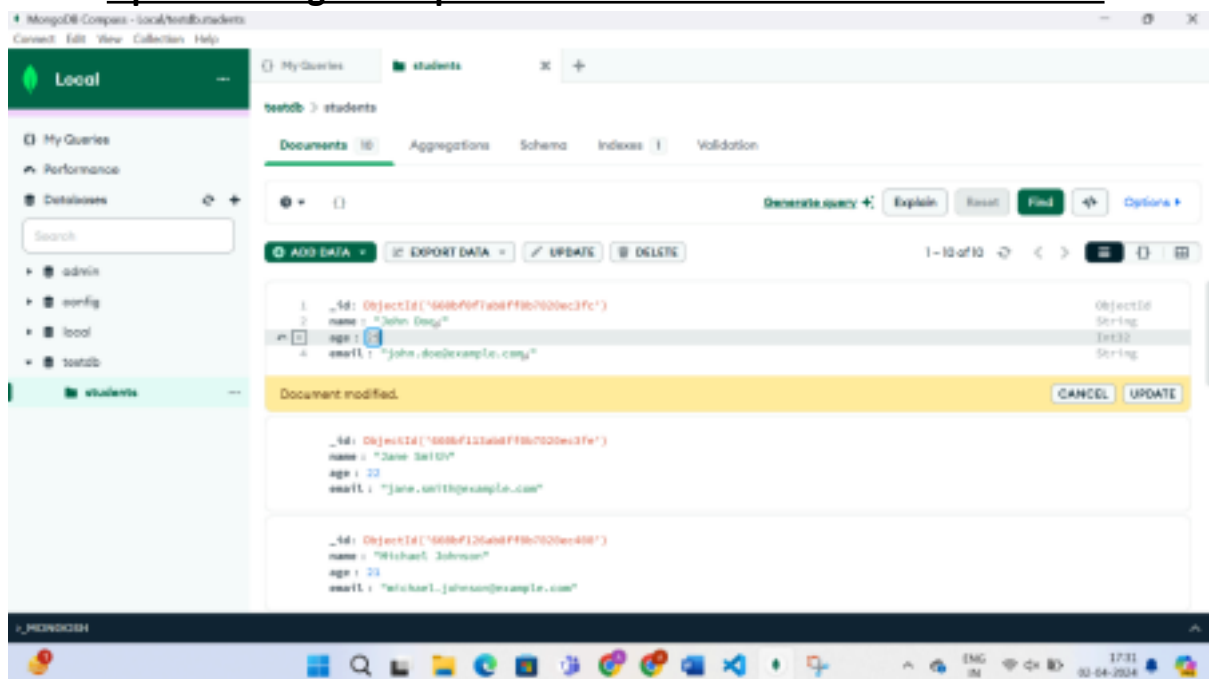 MongoDB Compass - Local/testdb.students
Connect Edit View Collection Help
Local
{} My Queries
students
testdb > students
My Queries
Performance
Databases
Search
admin
config
local
testdb
students
Documents 10 Aggregations Schema Indexes 1 Validation
{}
Generate query Explain Reset Find </> Options
ADD DATA EXPORT DATA UPDATE DELETE
1-10 of 10
1 _id: ObjectId
ObjectId
2 name : "John Doe"
String
age :
Int32
4 email : "john.doe@example.com"
String
Document modified.
CANCEL UPDATE
_id: ObjectId
name : "Jane Smith"
age : 22
email : "jane.smith@example.com"
_id: ObjectId
name : "Michael Johnson"
age : 21
email : "michael.johnson@example.com"
>_MONGOSH
ENG
IN
17:31
02-04-2024